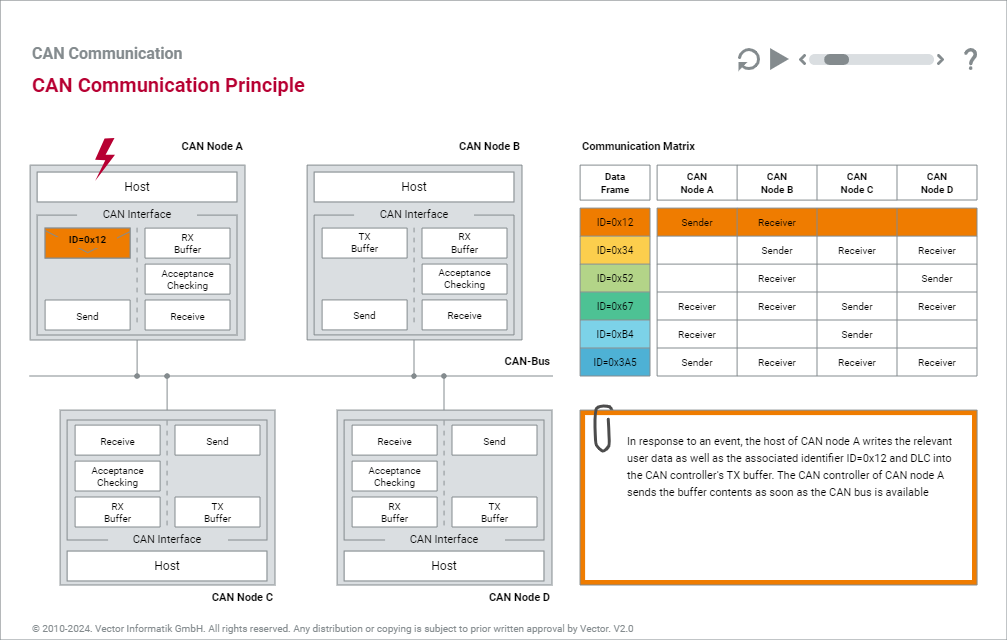 CAN Communication
CAN Communication Principle
?
CAN Node A
Host
CAN Interface
ID=0x12
RX
Buffer
Acceptance
Checking
Send
Receive
CAN Node B
Host
CAN Interface
TX
Buffer
RX
Buffer
Acceptance
Checking
Send
Receive
CAN-Bus
Receive
Send
Acceptance
Checking
RX
Buffer
TX
Buffer
CAN Interface
Host
CAN Node C
Receive
Send
Acceptance
Checking
RX
Buffer
TX
Buffer
CAN Interface
Host
CAN Node D
Communication Matrix
Data
Frame
CAN
Node A
CAN
Node B
CAN
Node C
CAN
Node D
ID=0x12 Sender Receiver
ID=0x34 Sender Receiver Receiver
ID=0x52 Receiver Sender
ID=0x67 Receiver Receiver Sender Receiver
ID=0xB4 Receiver Sender
ID=0x3A5 Sender Receiver Receiver Receiver
In response to an event, the host of CAN node A writes the relevant
user data as well as the associated identifier ID=0x12 and DLC into
the CAN controller's TX buffer. The CAN controller of CAN node A
sends the buffer contents as soon as the CAN bus is available
© 2010-2024. Vector Informatik GmbH. All rights reserved. Any distribution or copying is subject to prior written approval by Vector. V2.0